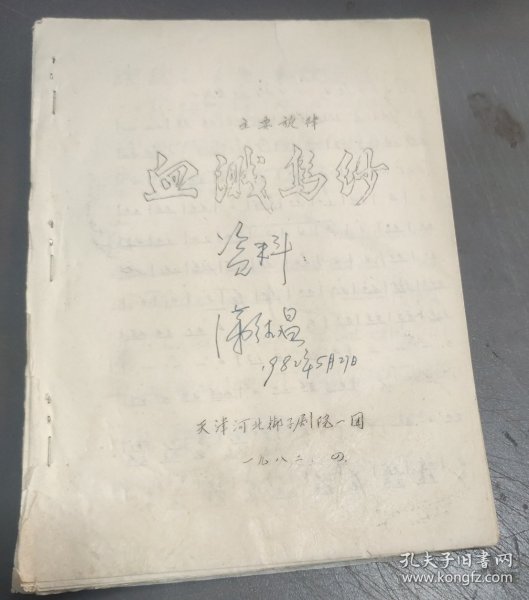 主要旋律
血溅乌纱
资料:
1982年5月27日
天津河北梆子剧院一团
一九八二.四.
孔夫子旧书网
www.kongfz.com